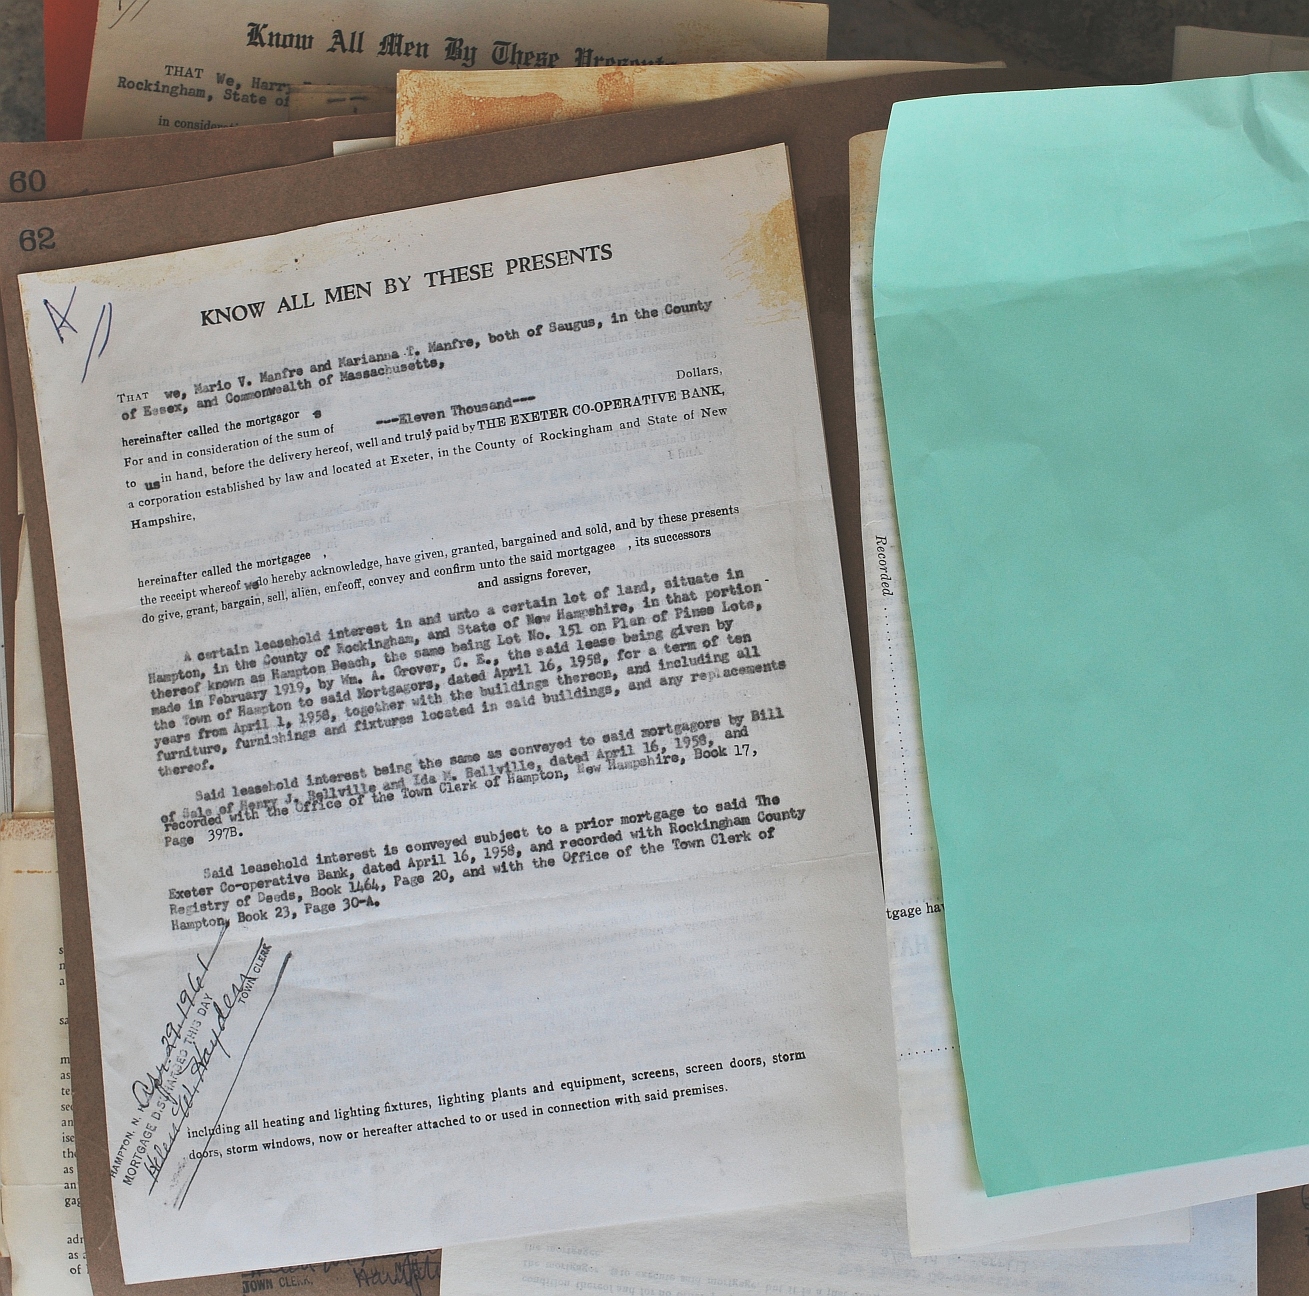 Know All Men By These Presents
THAT We, Harry
Rockingham, State of
in consideration
60
62
A //
KNOW ALL MEN BY THESE PRESENTS
THAT we, Mario V. Manfre and Marianna T. Manfre, both of Saugus, in the County
of Essex, and Commonwealth of Massachusetts,
hereinafter called the mortgagor s
For and in consideration of the sum of ---Eleven Thousand--- Dollars,
to us in hand, before the delivery hereof, well and truly paid by THE EXETER CO-OPERATIVE BANK,
a corporation established by law and located at Exeter, in the County of Rockingham and State of New
Hampshire,
hereinafter called the mortgagee ,
the receipt whereof we do hereby acknowledge, have given, granted, bargained and sold, and by these presents
do give, grant, bargain, sell, alien, enfeoff, convey and confirm unto the said mortgagee , its successors
and assigns forever,
A certain leasehold interest in and unto a certain lot of land, situate in
Hampton, in the County of Rockingham, and State of New Hampshire, in that portion
thereof known as Hampton Beach, the same being Lot No. 151 on Plan of Pines Lots,
made in February 1919, by Wm. A. Grover, C. E., the said lease being given by
the Town of Hampton to said Mortgagors, dated April 16, 1958, for a term of ten
years from April 1, 1958, together with the buildings thereon, and including all
furniture, furnishings and fixtures located in said buildings, and any replacements
thereof.
Said leasehold interest being the same as conveyed to said mortgagors by Bill
of Sale of Henry J. Bellville and Ida M. Bellville, dated April 16, 1958, and
recorded with the Office of the Town Clerk of Hampton, New Hampshire, Book 17,
Page 397B.
Said leasehold interest is conveyed subject to a prior mortgage to said The
Exeter Co-operative Bank, dated April 16, 1958, and recorded with Rockingham County
Registry of Deeds, Book 1464, Page 20, and with the Office of the Town Clerk of
Hampton, Book 23, Page 30-A.
HAMPTON, N. H. Apr. 29, 1961
MORTGAGE DISCHARGED THIS DAY
Helen W. Hayden
TOWN CLERK
including all heating and lighting fixtures, lighting plants and equipment, screens, screen doors, storm
doors, storm windows, now or hereafter attached to or used in connection with said premises.
Recorded
tgage hav
TOWN CLERK.